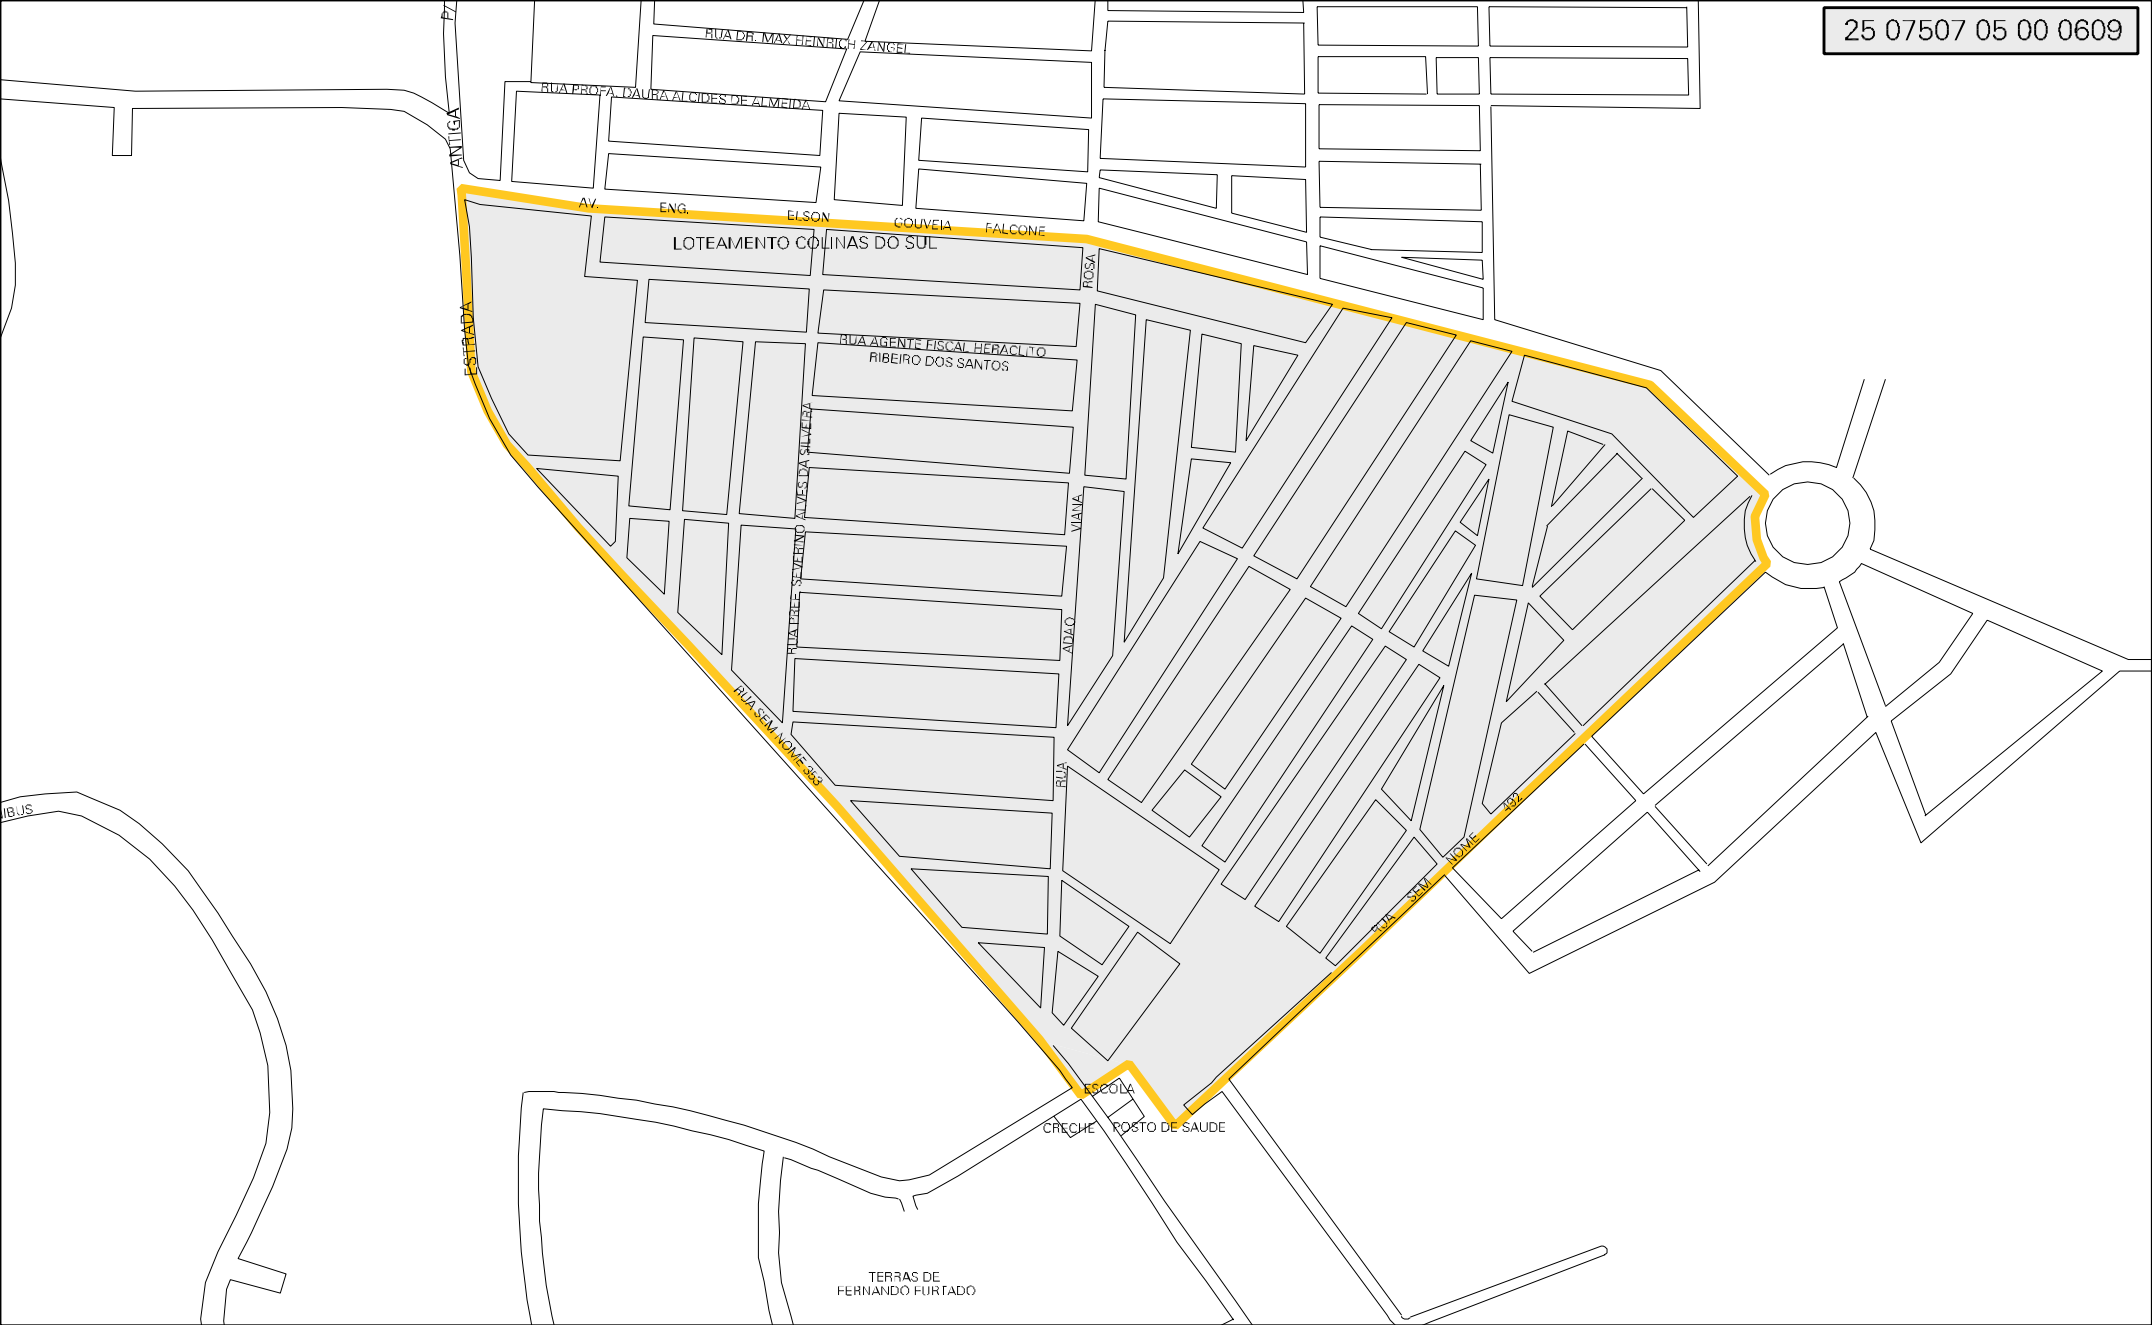 25 07507 05 00 0609
P/
RUA DR. MAX HEINRICH ZANGEL
RUA PROFA. DAURA ALCIDES DE ALMEIDA
ANTIGA
AV. ENG. ELSON GOUVEIA FALCONE
LOTEAMENTO COLINAS DO SUL
ROSA
ESTRADA
RUA AGENTE FISCAL HERACLITO
RIBEIRO DOS SANTOS
RUA PREF. SEVERINO ALVES DA SILVEIRA
VIANA
ADAO
RUA
RUA SEM NOME 353
RUA SEM NOME 492
ESCOLA
CRECHE
POSTO DE SAUDE
TERRAS DE
FERNANDO FURTADO